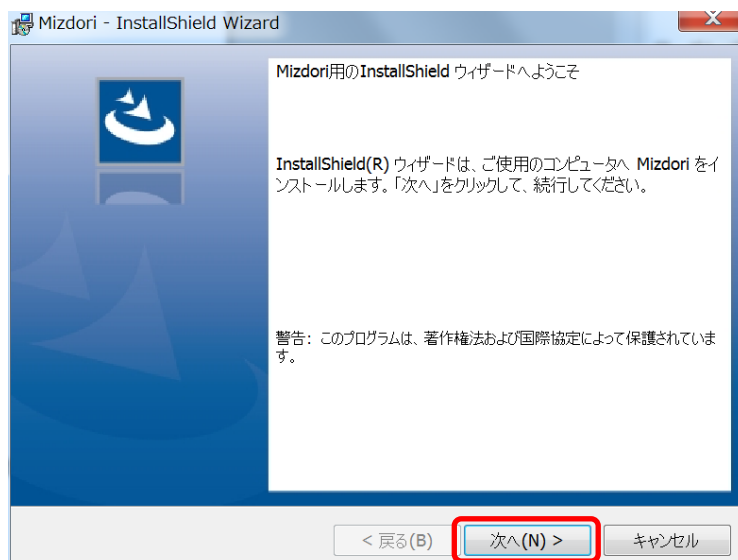 Mizdori - InstallShield Wizard
Mizdori用のInstallShield ウィザードへようこそ
InstallShield(R) ウィザードは、ご使用のコンピュータへ Mizdori をイ
ンストールします。「次へ」をクリックして、続行してください。
警告: このプログラムは、著作権法および国際協定によって保護されていま
す。
< 戻る(B)
次へ(N) >
キャンセル